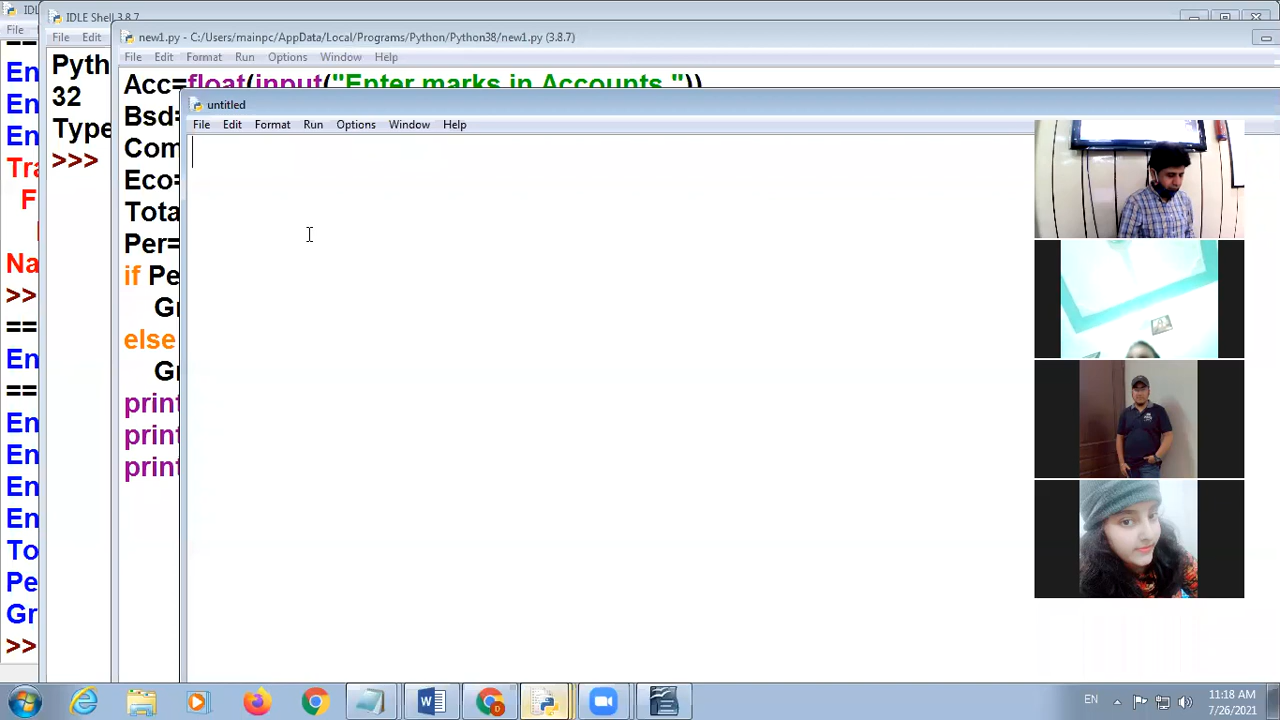 IDL
File
En
En
En
Tra
F
Na
>>
==
En
==
En
En
En
En
To
Pe
Gr
>>
IDLE Shell 3.8.7
File Edit
Pyth
32
Type
>>>
new1.py - C:/Users/mainpc/AppData/Local/Programs/Python/Python38/new1.py (3.8.7)
File Edit Format Run Options Window Help
Acc=float(input("Enter marks in Accounts "))
Bsd=
Com
Eco=
Tota
Per=
if Pe
Gr
else
Gr
print
print
print
untitled
File Edit Format Run Options Window Help
EN
11:18 AM
7/26/2021